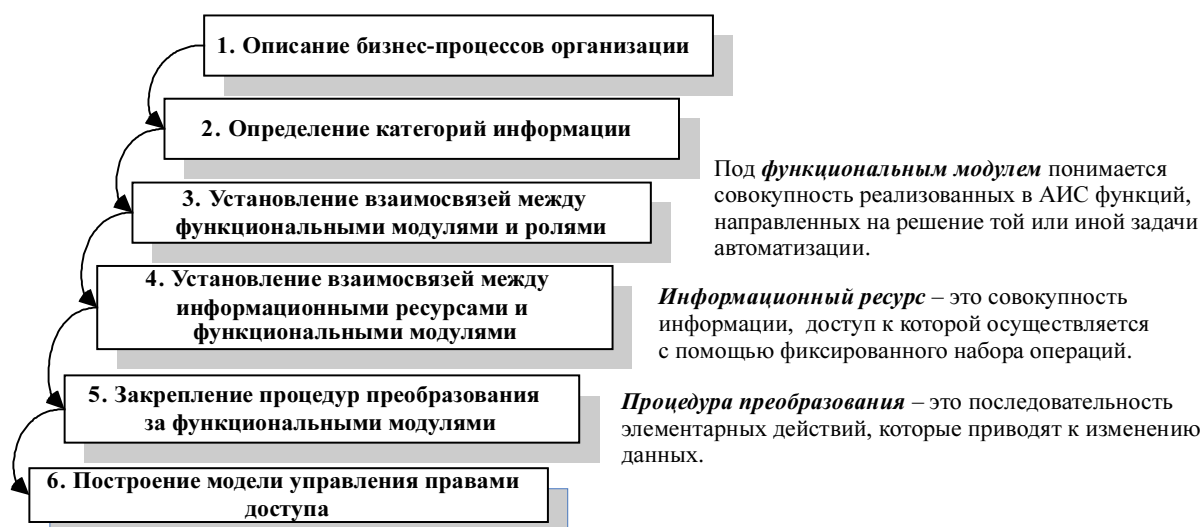 1. Описание бизнес-процессов организации
2. Определение категорий информации
3. Установление взаимосвязей между
функциональными модулями и ролями
4. Установление взаимосвязей между
информационными ресурсами и
функциональными модулями
5. Закрепление процедур преобразования
за функциональными модулями
6. Построение модели управления правами
доступа
Под функциональным модулем понимается
совокупность реализованных в АИС функций,
направленных на решение той или иной задачи
автоматизации.
Информационный ресурс – это совокупность
информации, доступ к которой осуществляется
с помощью фиксированного набора операций.
Процедура преобразования – это последовательность
элементарных действий, которые приводят к изменению
данных.